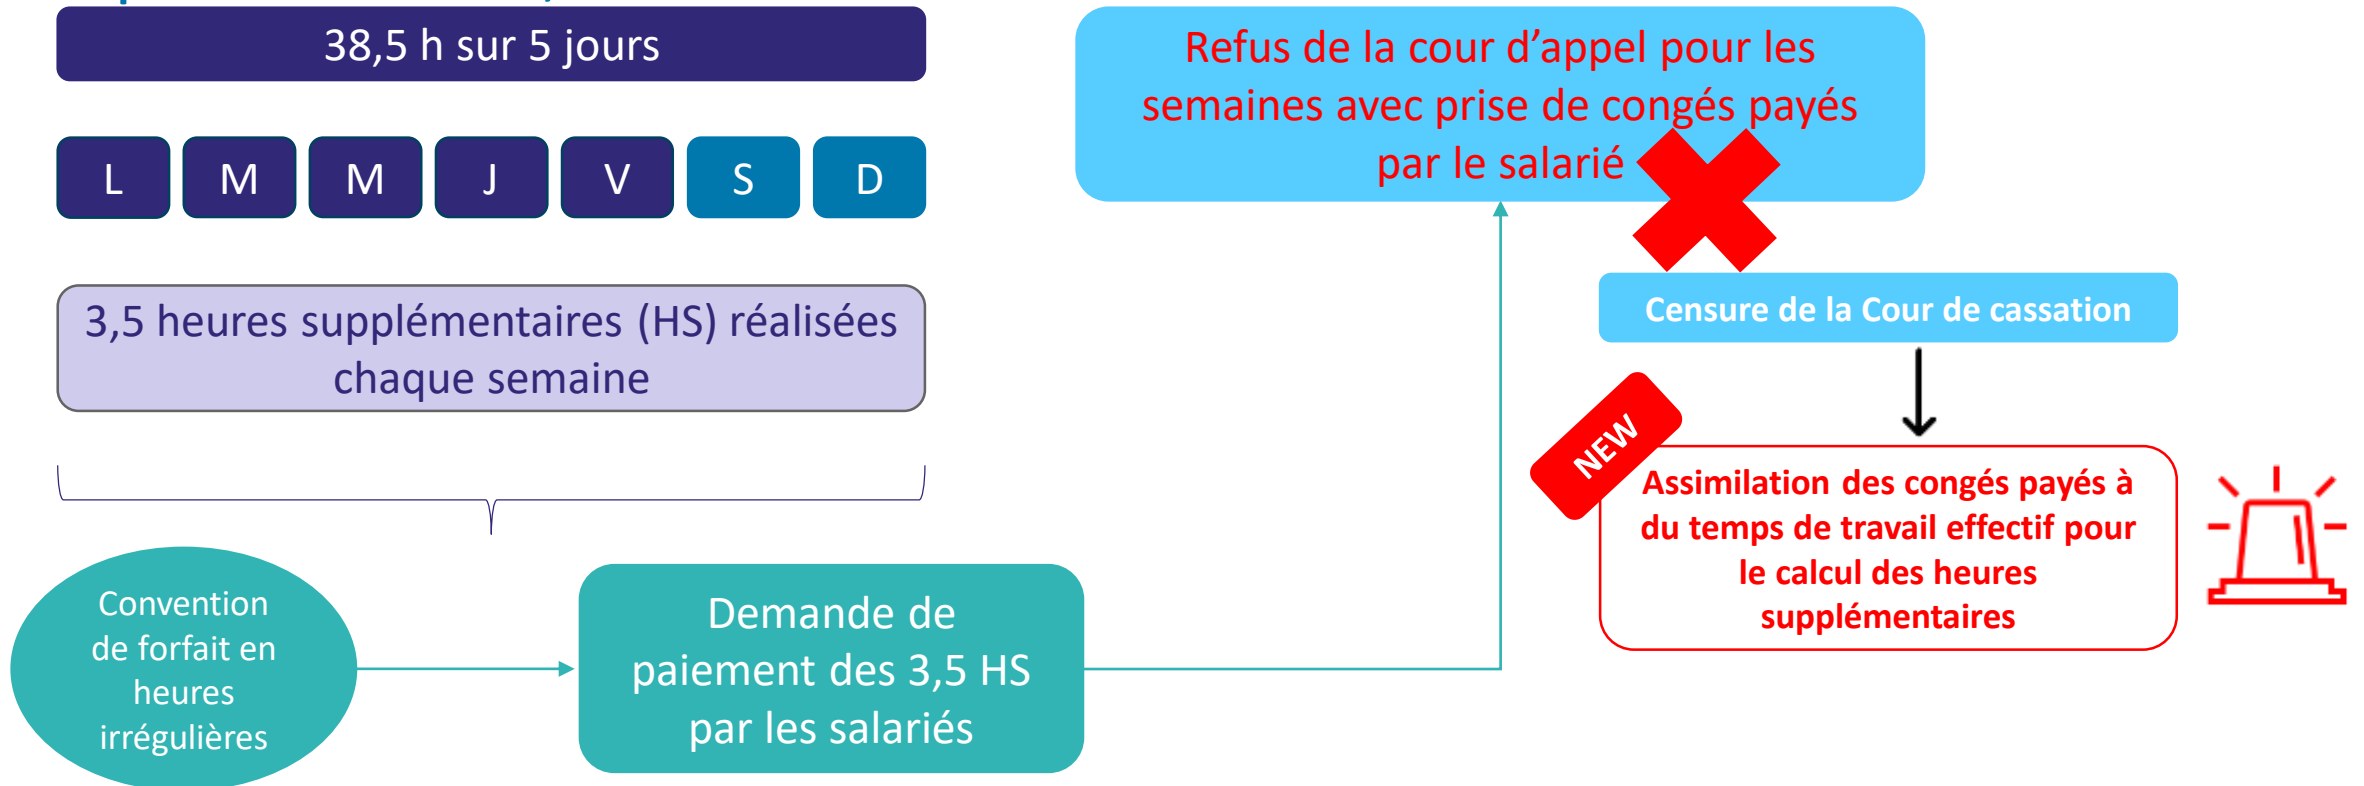 38,5 h sur 5 jours
L M M J V S D
3,5 heures supplémentaires (HS) réalisées
chaque semaine
Convention
de forfait en
heures
irrégulières
Demande de
paiement des 3,5 HS
par les salariés
Refus de la cour d’appel pour les
semaines avec prise de congés payés
par le salarié
Censure de la Cour de cassation
NEW
Assimilation des congés payés à
du temps de travail effectif pour
le calcul des heures
supplémentaires